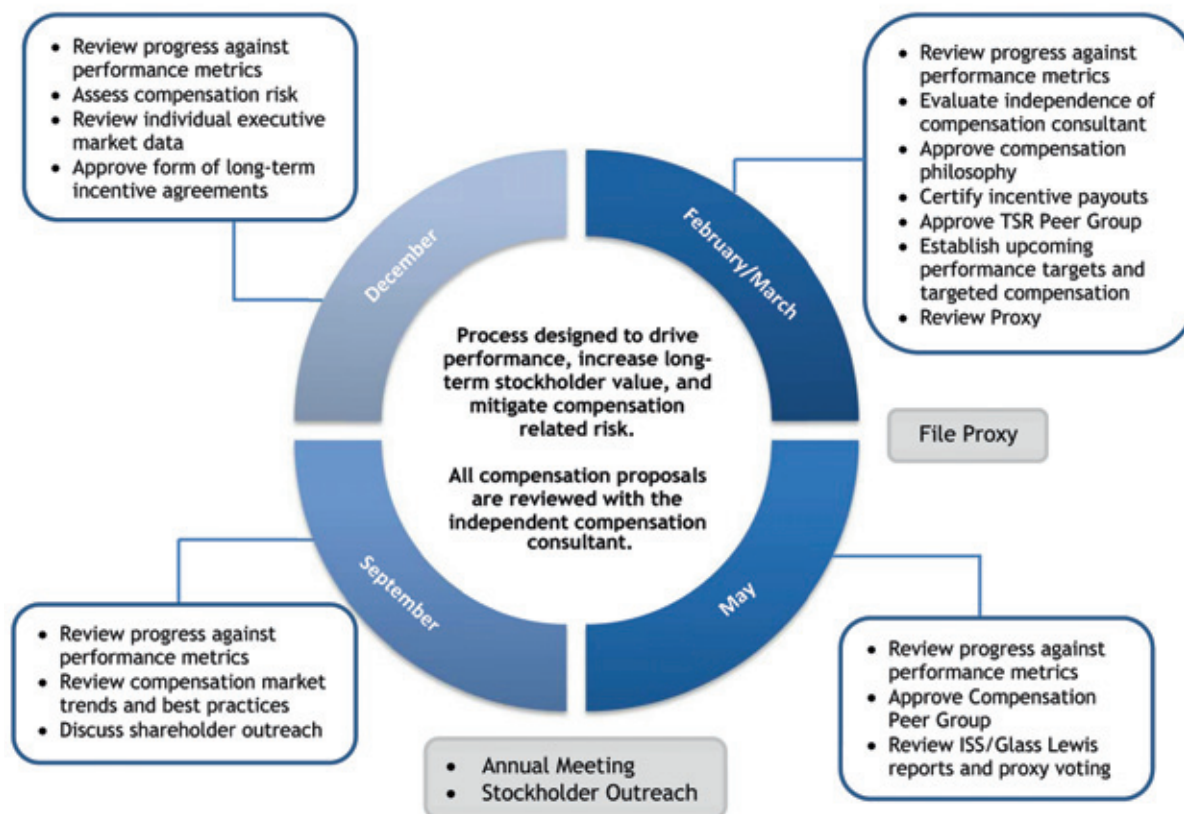 • Review progress against
performance metrics
• Assess compensation risk
• Review individual executive
market data
• Approve form of long-term
incentive agreements
• Review progress against
performance metrics
• Evaluate independence of
compensation consultant
• Approve compensation
philosophy
• Certify incentive payouts
• Approve TSR Peer Group
• Establish upcoming
performance targets and
targeted compensation
• Review Proxy
December
February/March
Process designed to drive
performance, increase long-
term stockholder value, and
mitigate compensation
related risk.
All compensation proposals
are reviewed with the
independent compensation
consultant.
File Proxy
September
May
• Review progress against
performance metrics
• Review compensation market
trends and best practices
• Discuss shareholder outreach
• Review progress against
performance metrics
• Approve Compensation
Peer Group
• Review ISS/Glass Lewis
reports and proxy voting
• Annual Meeting
• Stockholder Outreach